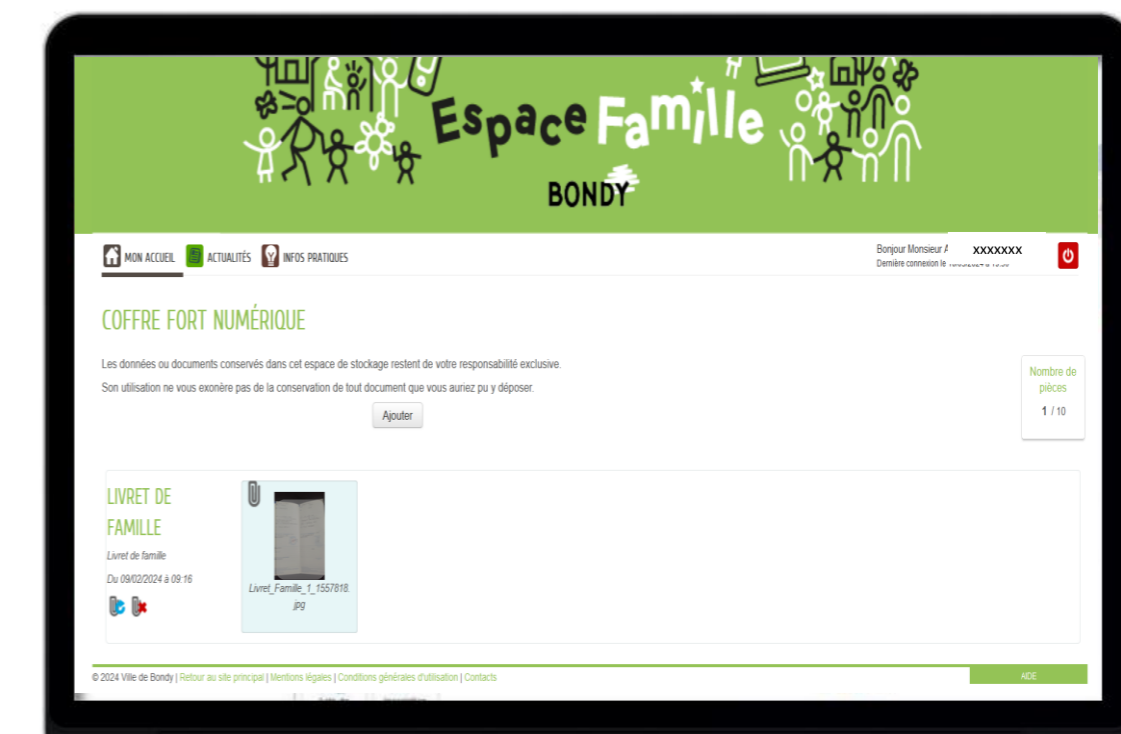 Espace Famille
BONDY
MON ACCUEIL ACTUALITÉS INFOS PRATIQUES
Bonjour Monsieur A XXXXXXX
Dernière connexion le
COFFRE FORT NUMÉRIQUE
Les données ou documents conservés dans cet espace de stockage restent de votre responsabilité exclusive.
Son utilisation ne vous exonère pas de la conservation de tout document que vous auriez pu y déposer.
Ajouter
Nombre de
pièces
1 / 10
LIVRET DE
FAMILLE
Livret de famille
Du 09/02/2024 à 09:16
Livret_Famille_1_1557818.
jpg
© 2024 Ville de Bondy | Retour au site principal | Mentions légales | Conditions générales d'utilisation | Contacts
AIDE